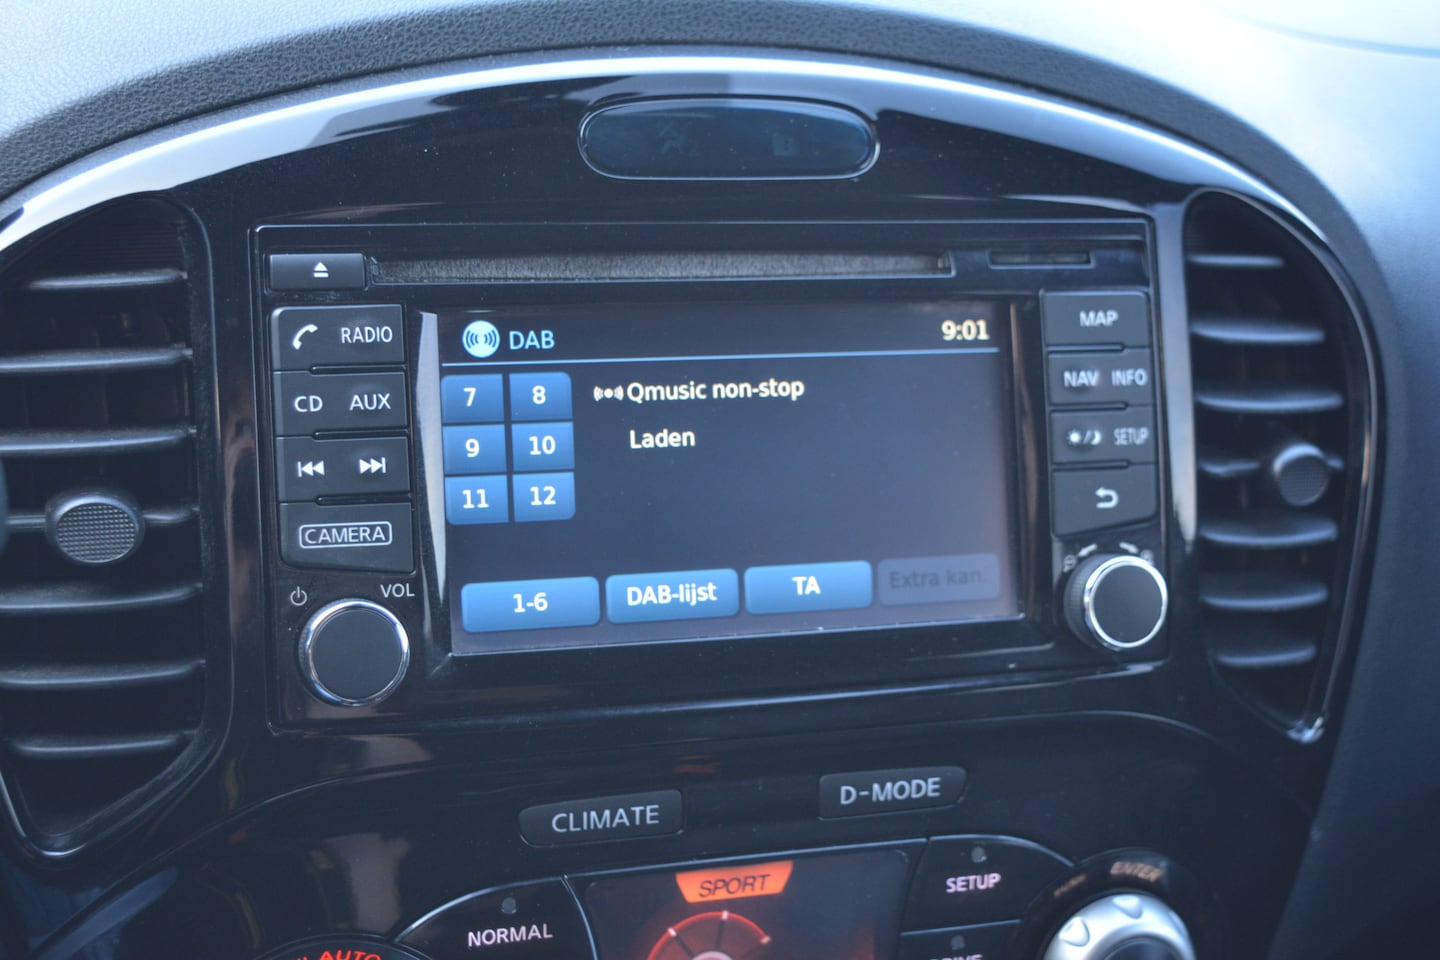 RADIO
CD AUX
CAMERA
VOL
DAB
9:01
7 8
9 10
11 12
Qmusic non-stop
Laden
1-6
DAB-lijst
TA
Extra kan.
MAP
NAV INFO
SETUP
CLIMATE
D-MODE
SPORT
NORMAL
AUTO
SETUP
ENTER